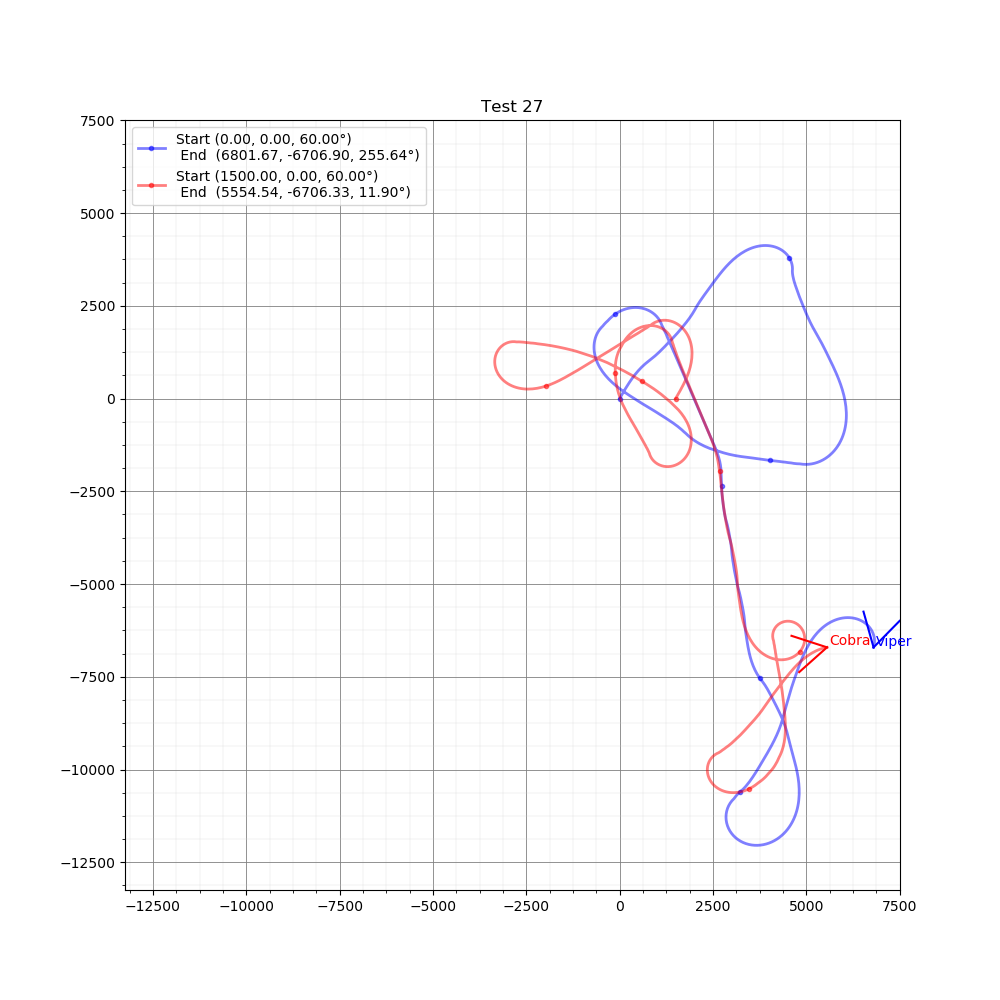 Test 27
Start (0.00, 0.00, 60.00°)
End  (6801.67, -6706.90, 255.64°)
Start (1500.00, 0.00, 60.00°)
End  (5554.54, -6706.33, 11.90°)
7500
5000
2500
0
−2500
−5000
−7500
−10000
−12500
Cobra
Viper
−12500 −10000 −7500 −5000 −2500 0 2500 5000 7500